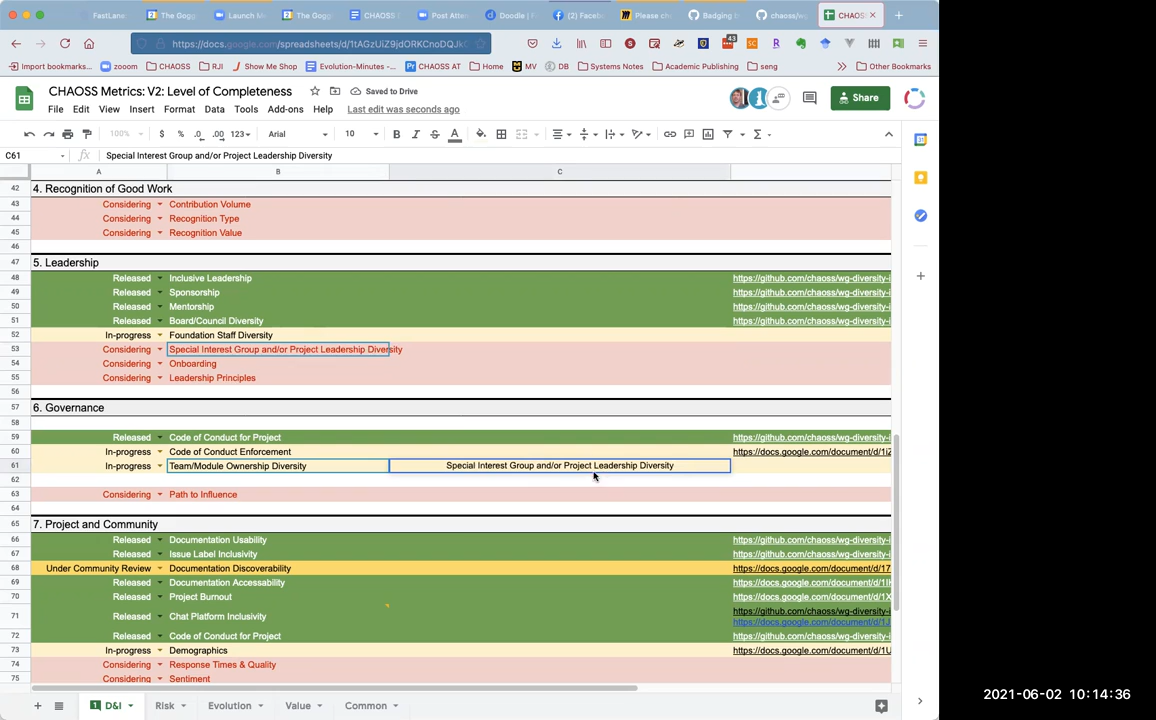 FastLane
The Gogg
Launch M
The Gogg
CHAOSS
Post Atte
Doodle | F
(2) Facebo
Please che
Badging b
chaoss/w
CHAOS
https://docs.google.com/spreadsheets/d/1tAGzUiZ9jdORKCnoDQJk
43
Import bookmarks...
zooom
CHAOSS
RJI
Show Me Shop
Evolution-Minutes -...
CHAOSS AT
Home
MV
DB
Systems Notes
Academic Publishing
seng
Other Bookmarks
CHAOSS Metrics: V2: Level of Completeness
Saved to Drive
File Edit View Insert Format Data Tools Add-ons Help Last edit was seconds ago
Share
100% $ % .0 .00 123 Arial 10 B I S A
C61 fx Special Interest Group and/or Project Leadership Diversity
A B C
42 4. Recognition of Good Work
43 Considering Contribution Volume
44 Considering Recognition Type
45 Considering Recognition Value
46
47 5. Leadership
48 Released Inclusive Leadership https://github.com/chaoss/wg-diversity-i
49 Released Sponsorship https://github.com/chaoss/wg-diversity-i
50 Released Mentorship https://github.com/chaoss/wg-diversity-i
51 Released Board/Council Diversity https://github.com/chaoss/wg-diversity-i
52 In-progress Foundation Staff Diversity
53 Considering Special Interest Group and/or Project Leadership Diversity
54 Considering Onboarding
55 Considering Leadership Principles
56
57 6. Governance
58
59 Released Code of Conduct for Project https://github.com/chaoss/wg-diversity-i
60 In-progress Code of Conduct Enforcement https://docs.google.com/document/d/1iZ
61 In-progress Team/Module Ownership Diversity Special Interest Group and/or Project Leadership Diversity
62
63 Considering Path to Influence
64
65 7. Project and Community
66 Released Documentation Usability https://github.com/chaoss/wg-diversity-i
67 Released Issue Label Inclusivity https://github.com/chaoss/wg-diversity-i
68 Under Community Review Documentation Discoverability https://docs.google.com/document/d/17
69 Released Documentation Accessability https://docs.google.com/document/d/1IH
70 Released Project Burnout https://docs.google.com/document/d/1X
71 Released Chat Platform Inclusivity https://github.com/chaoss/wg-diversity-i
https://docs.google.com/document/d/1J
72 Released Code of Conduct for Project https://github.com/chaoss/wg-diversity-i
73 In-progress Demographics https://docs.google.com/document/d/1U
74 Considering Response Times & Quality
75 Considering Sentiment
1 D&I Risk Evolution Value Common
2021-06-02 10:14:36